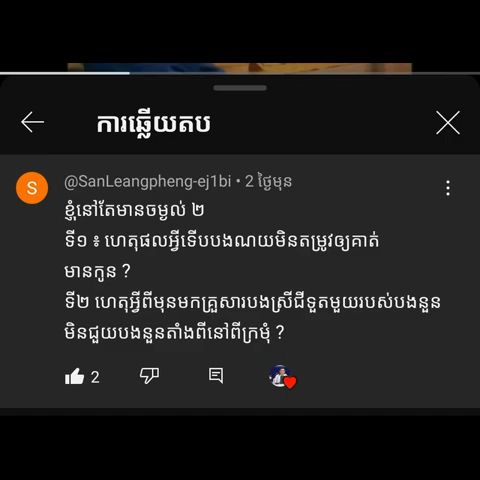 ការឆ្លើយតប
@SanLeangpheng-ej1bi • 2 ថ្ងៃមុន
ខ្ញុំនៅតែមានចម្ងល់ ២
ទី១ ៖ ហេតុផលអ្វីទើបបងណយមិនតម្រូវឲ្យគាត់
មានកូន ?
ទី២ ហេតុអ្វីពីមុនមកគ្រួសារបងស្រីជីទួតមួយរបស់បងនួន
មិនជួយបងនួនតាំងពីនៅពីក្រមុំ ?
2
S